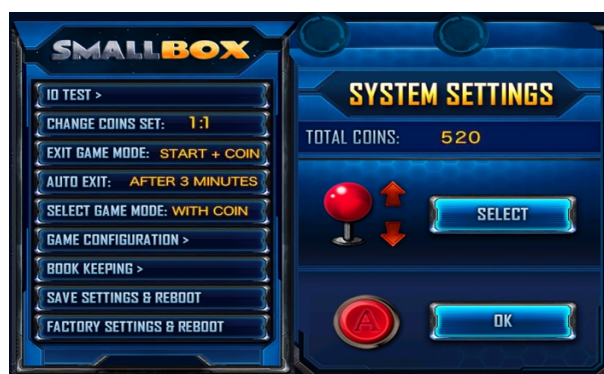 SMALLBOX
IO TEST >
CHANGE COINS SET: 1:1
EXIT GAME MODE: START + COIN
AUTO EXIT: AFTER 3 MINUTES
SELECT GAME MODE: WITH COIN
GAME CONFIGURATION >
BOOK KEEPING >
SAVE SETTINGS & REBOOT
FACTORY SETTINGS & REBOOT
SYSTEM SETTINGS
TOTAL COINS: 520
SELECT
A
OK